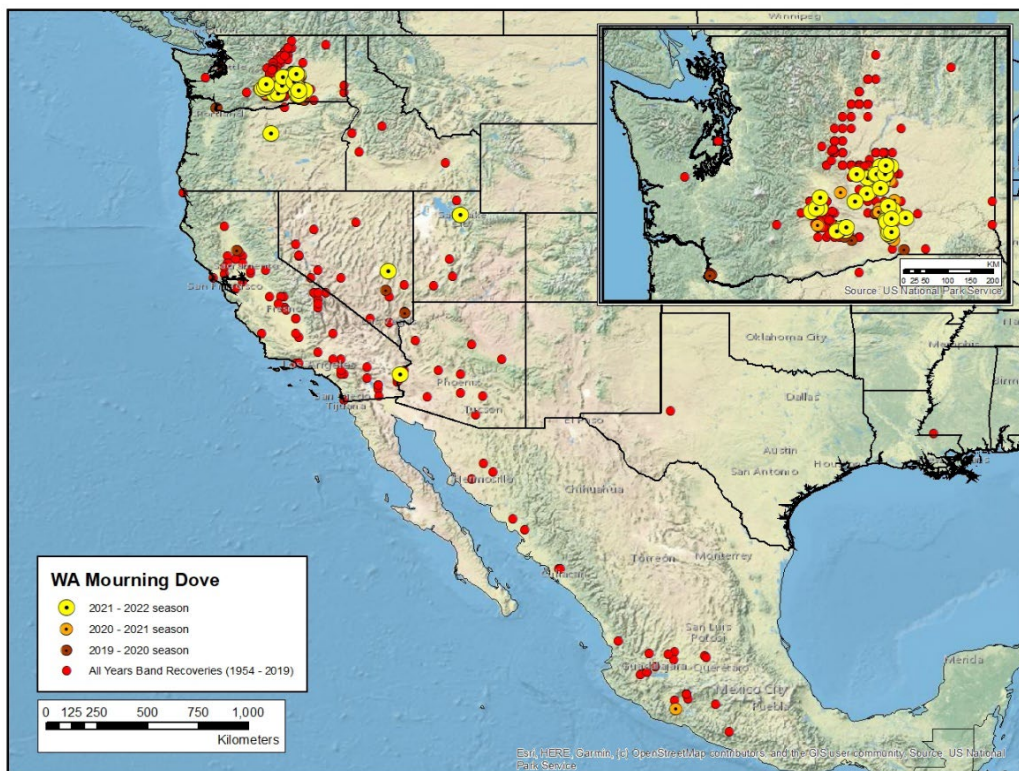 Winnipeg
KM
0 25 50 100 150 200
Source: US National Park Service
Portland
San Francisco
Fresno
Los Angeles
San Diego
Tijuana
Phoenix
Tucson
El Paso
Oklahoma City
Memphis
Dallas
Austin
San Antonio
Hermosillo
Chihuahua
Torreón
Monterrey
Culiacán
San Luis
Potosí
Guadalajara
Querétaro
Mexico City
Puebla
Merida
WA Mourning Dove
2021 - 2022 season
2020 - 2021 season
2019 - 2020 season
All Years Band Recoveries (1954 - 2019)
0 125 250 500 750 1,000
Kilometers
Esri, HERE, Garmin, (c) OpenStreetMap contributors, and the GIS user community, Source: US National
Park Service